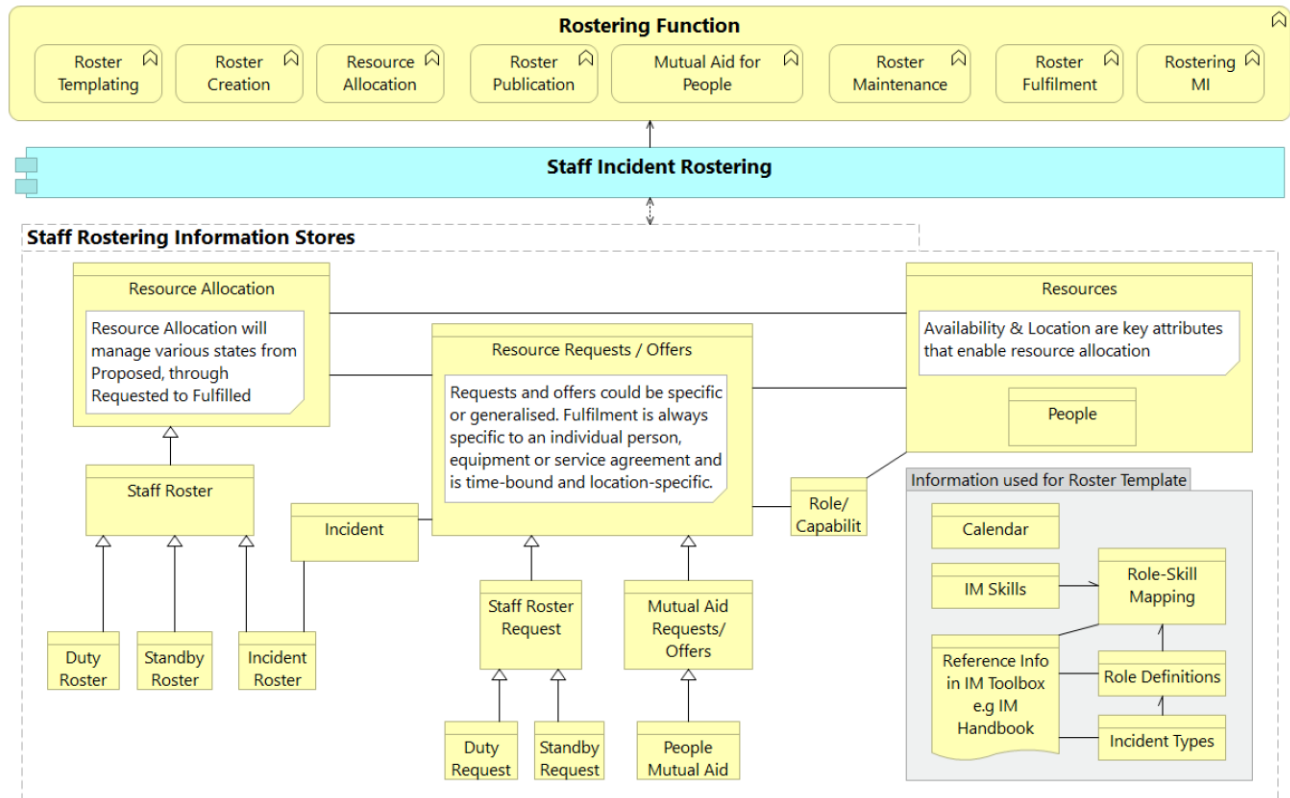 Rostering Function
Roster
Templating
Roster
Creation
Resource
Allocation
Roster
Publication
Mutual Aid for
People
Roster
Maintenance
Roster
Fulfilment
Rostering
MI
Staff Incident Rostering
Staff Rostering Information Stores
Resource Allocation
Resource Allocation will
manage various states from
Proposed, through
Requested to Fulfilled
Resource Requests / Offers
Requests and offers could be specific
or generalised. Fulfilment is always
specific to an individual person,
equipment or service agreement and
is time-bound and location-specific.
Resources
Availability & Location are key attributes
that enable resource allocation
People
Staff Roster
Incident
Role/
Capabilit
Duty
Roster
Standby
Roster
Incident
Roster
Staff Roster
Request
Mutual Aid
Requests/
Offers
Duty
Request
Standby
Request
People
Mutual Aid
Information used for Roster Template
Calendar
IM Skills
Role-Skill
Mapping
Reference Info
in IM Toolbox
e.g IM
Handbook
Role Definitions
Incident Types